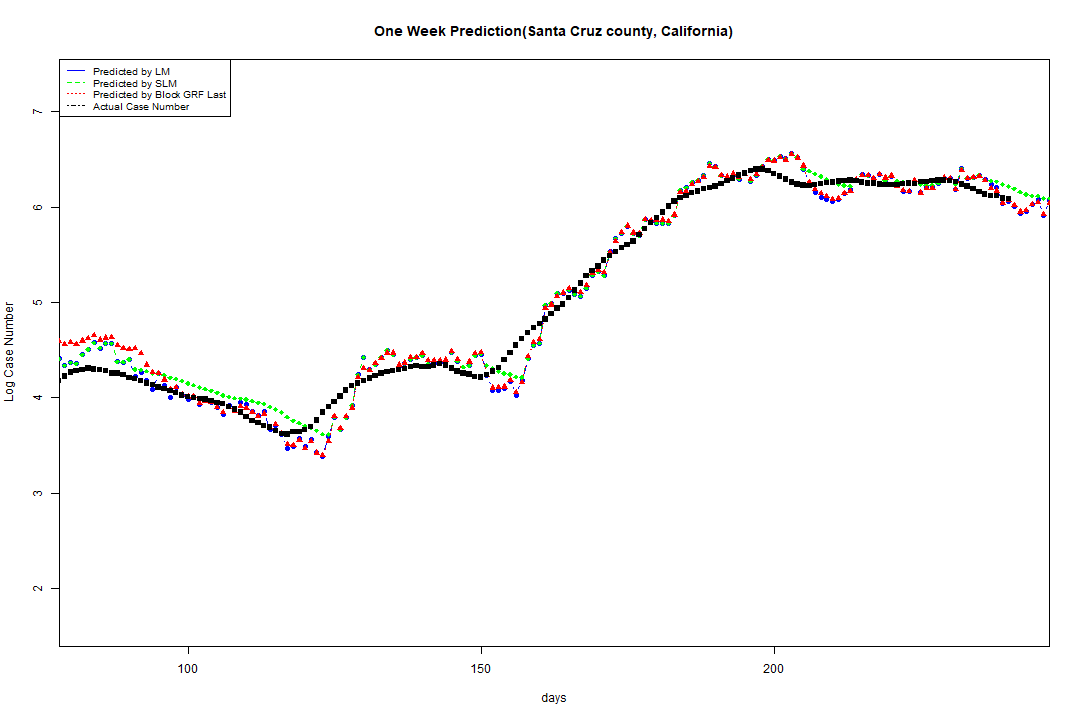 One Week Prediction(Santa Cruz county, California)
Predicted by LM
Predicted by SLM
Predicted by Block GRF Last
Actual Case Number
7
6
5
4
3
2
Log Case Number
100 150 200
days